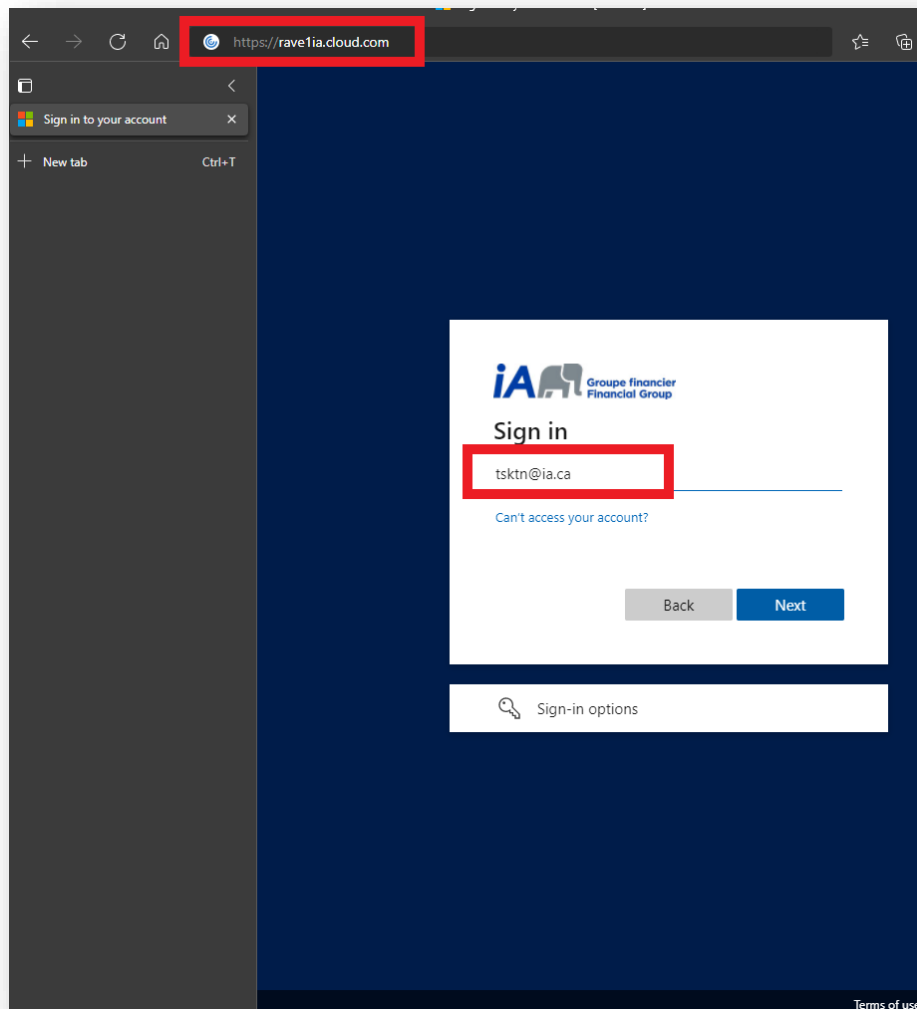 https://rave1ia.cloud.com
Sign in to your account
New tab Ctrl+T
iA Groupe financier
Financial Group
Sign in
tsktn@ia.ca
Can't access your account?
Back Next
Sign-in options
Terms of use